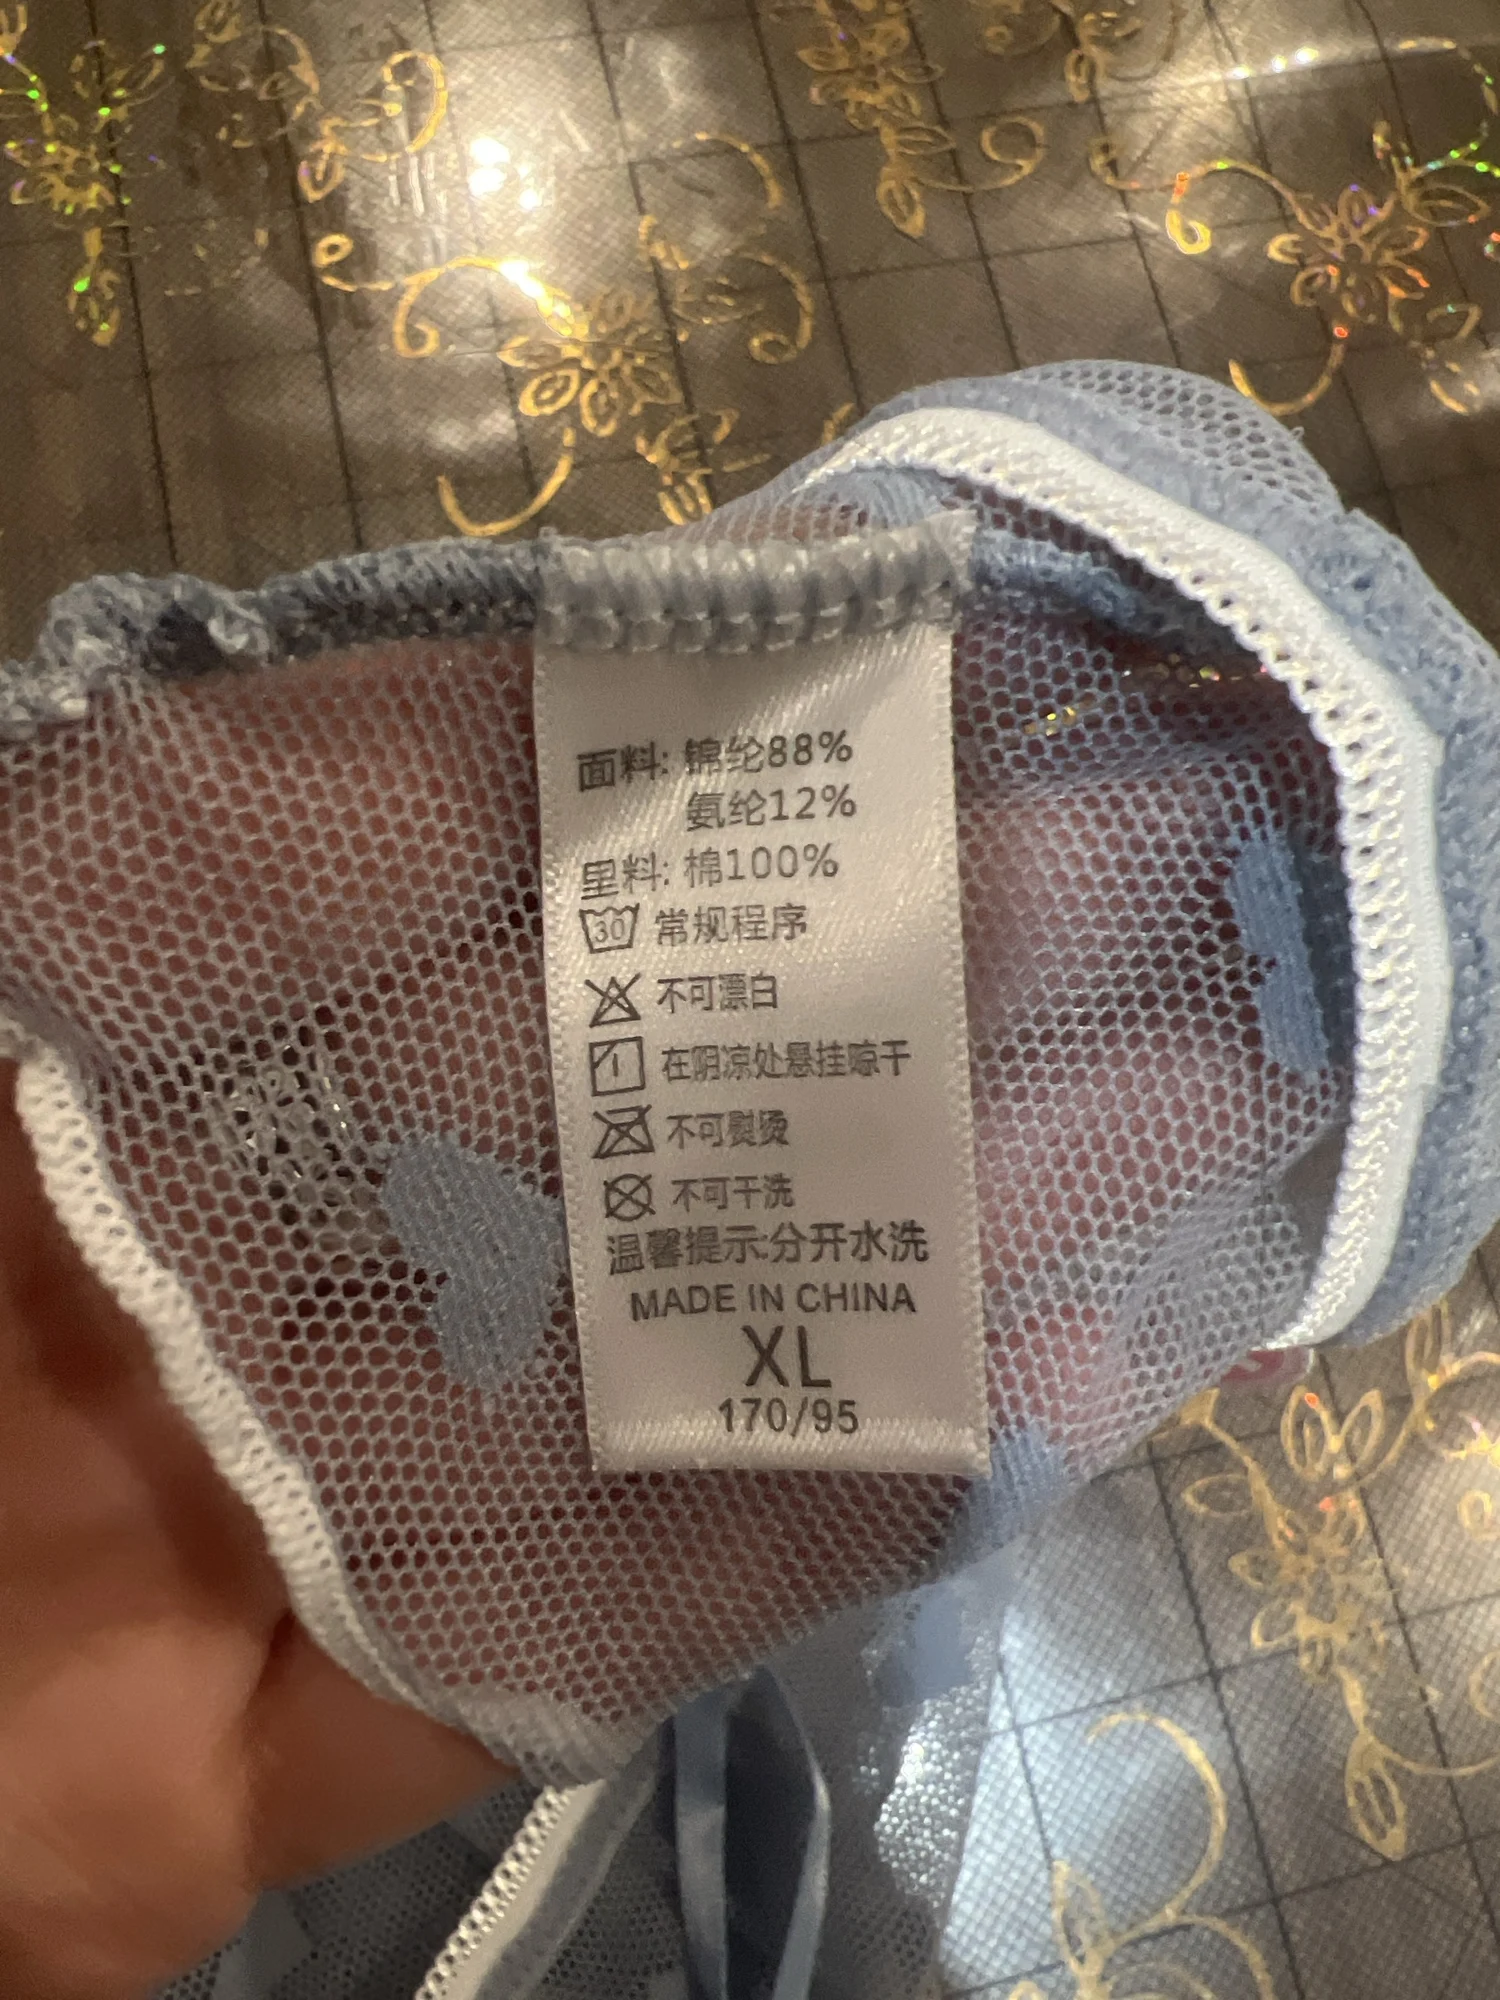 面料: 锦纶88%
氨纶12%
里料: 棉100%
30 常规程序
不可漂白
在阴凉处悬挂晾干
不可熨烫
不可干洗
温馨提示:分开水洗
MADE IN CHINA
XL
170/95